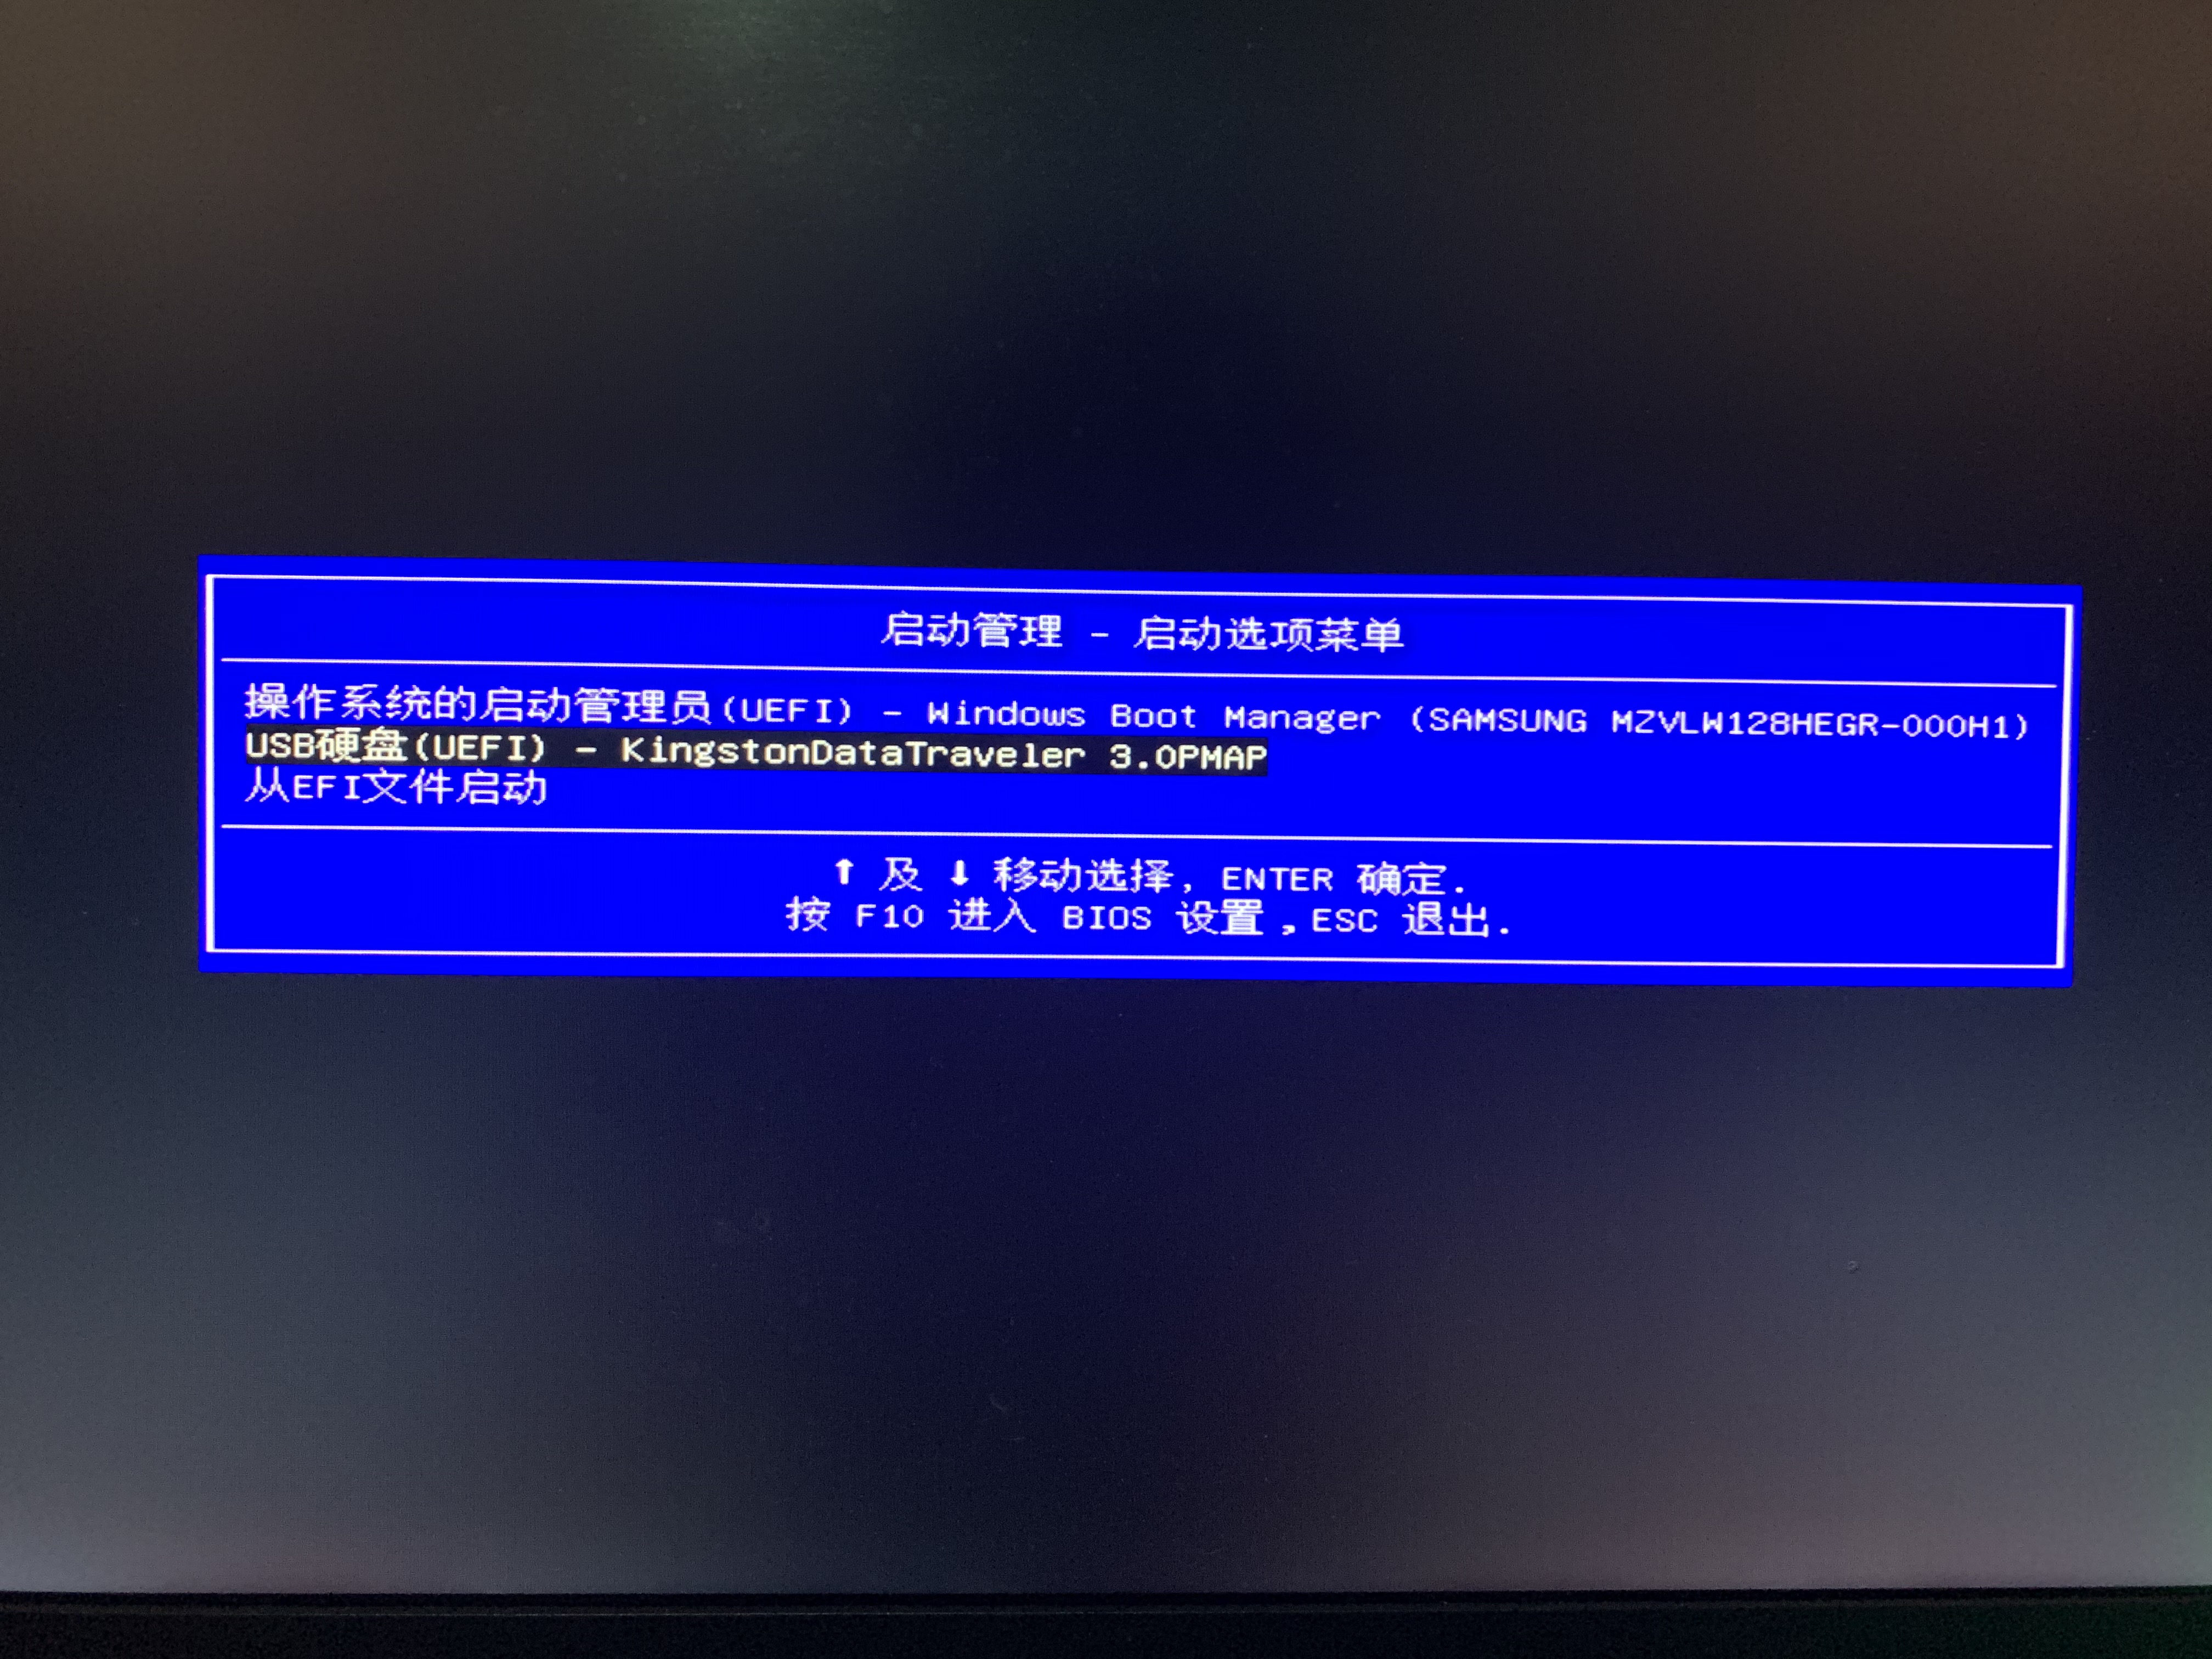 启动管理 - 启动选项菜单
操作系统的启动管理员(UEFI) - Windows Boot Manager (SAMSUNG MZVLW128HEGR-000H1)
USB硬盘(UEFI) - KingstonDataTraveler 3.0PMAP
从EFI文件启动
↑ 及 ↓ 移动选择, ENTER 确定.
按 F10 进入 BIOS 设置,ESC 退出.